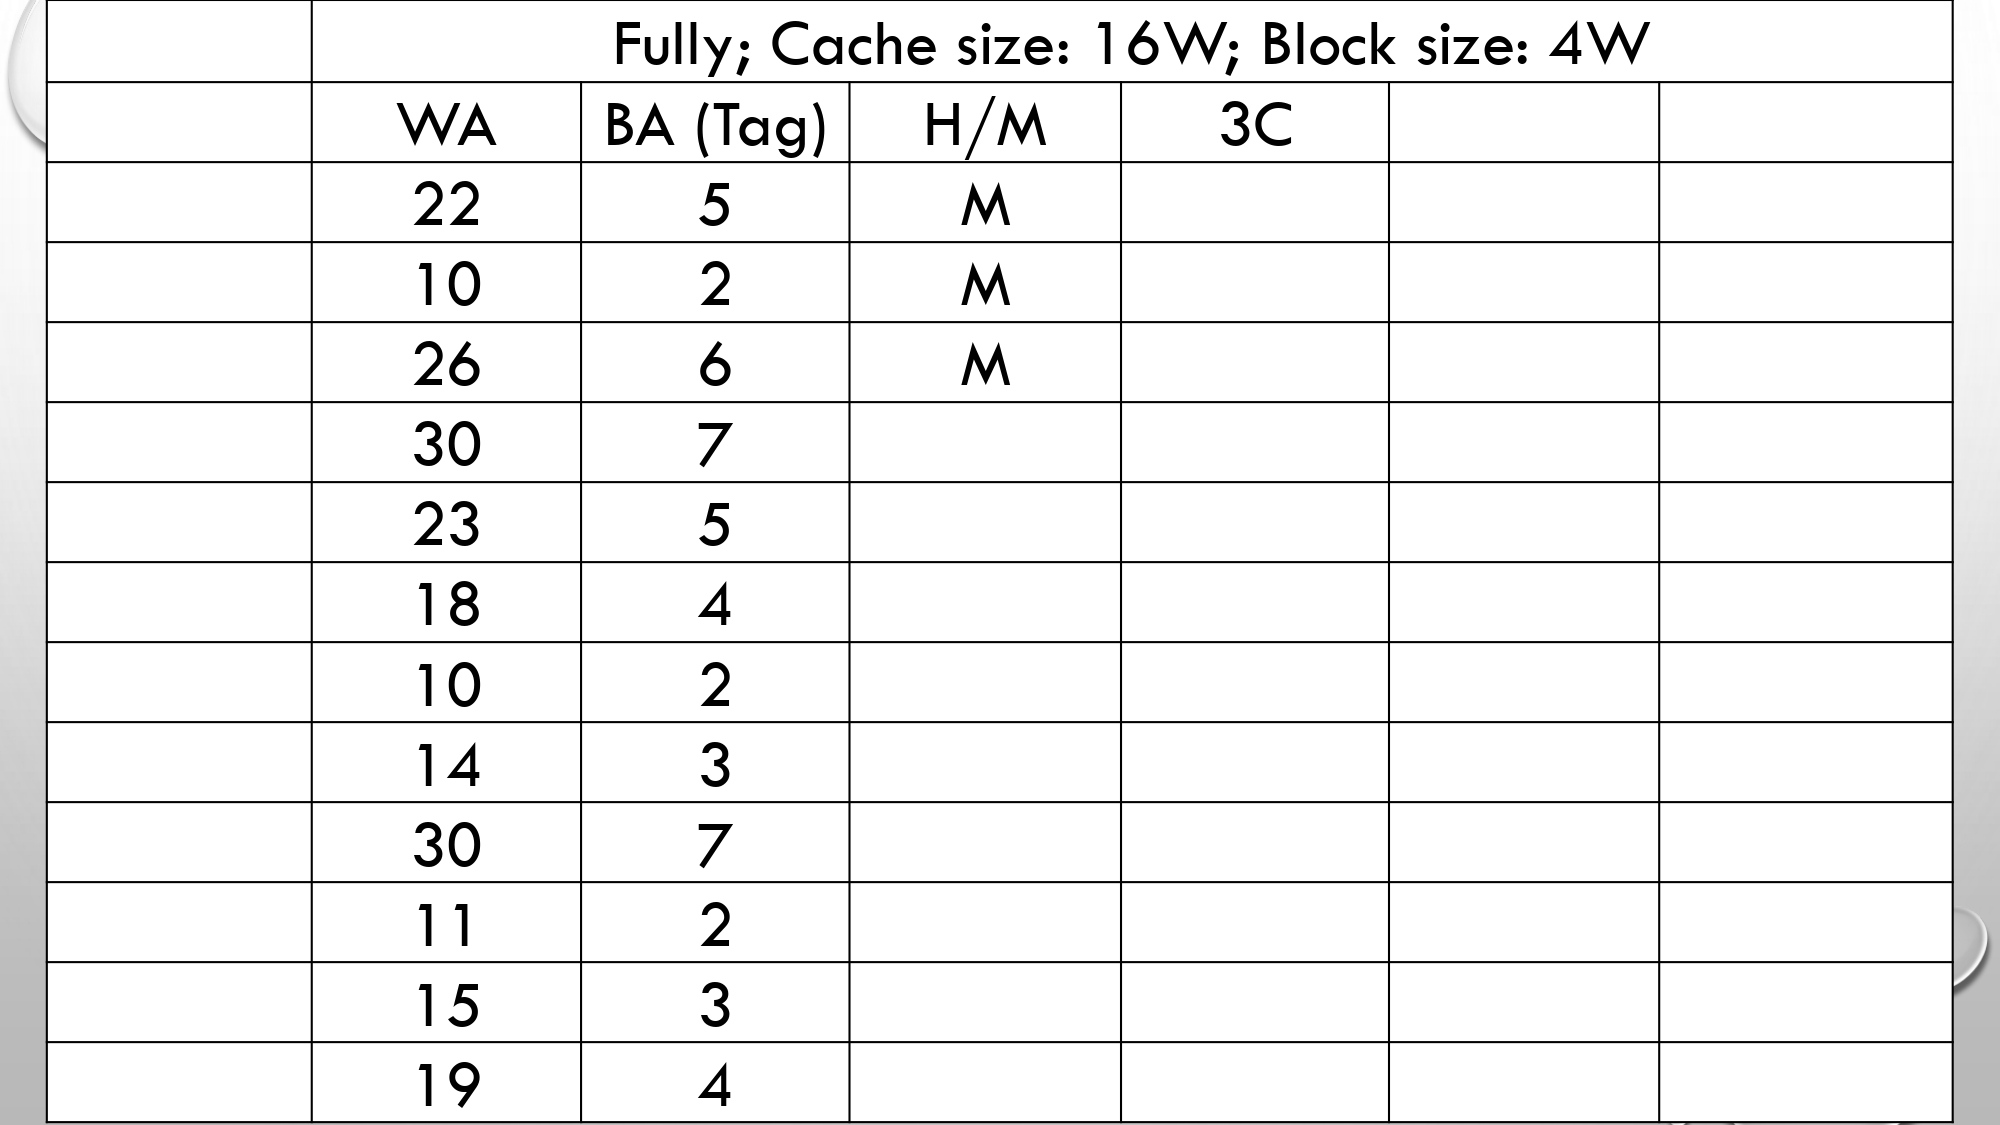 Fully; Cache size: 16W; Block size: 4W
WA BA (Tag) H/M 3C
22 5 M
10 2 M
26 6 M
30 7
23 5
18 4
10 2
14 3
30 7
11 2
15 3
19 4